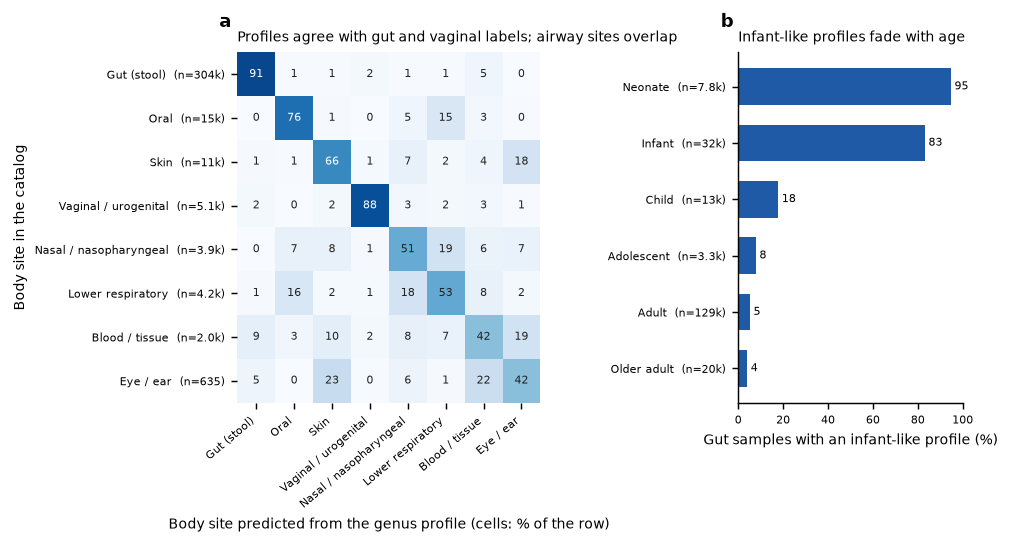 a
Profiles agree with gut and vaginal labels; airway sites overlap
Body site in the catalog
Gut (stool) (n=304k) 91 1 1 2 1 1 5 0
Oral (n=15k) 0 76 1 0 5 15 3 0
Skin (n=11k) 1 1 66 1 7 2 4 18
Vaginal / urogenital (n=5.1k) 2 0 2 88 3 2 3 1
Nasal / nasopharyngeal (n=3.9k) 0 7 8 1 51 19 6 7
Lower respiratory (n=4.2k) 1 16 2 1 18 53 8 2
Blood / tissue (n=2.0k) 9 3 10 2 8 7 42 19
Eye / ear (n=635) 5 0 23 0 6 1 22 42
Gut (stool)
Oral
Skin
Vaginal / urogenital
Nasal / nasopharyngeal
Lower respiratory
Blood / tissue
Eye / ear
Body site predicted from the genus profile (cells: % of the row)
b
Infant-like profiles fade with age
Neonate (n=7.8k) 95
Infant (n=32k) 83
Child (n=13k) 18
Adolescent (n=3.3k) 8
Adult (n=129k) 5
Older adult (n=20k) 4
0 20 40 60 80 100
Gut samples with an infant-like profile (%)